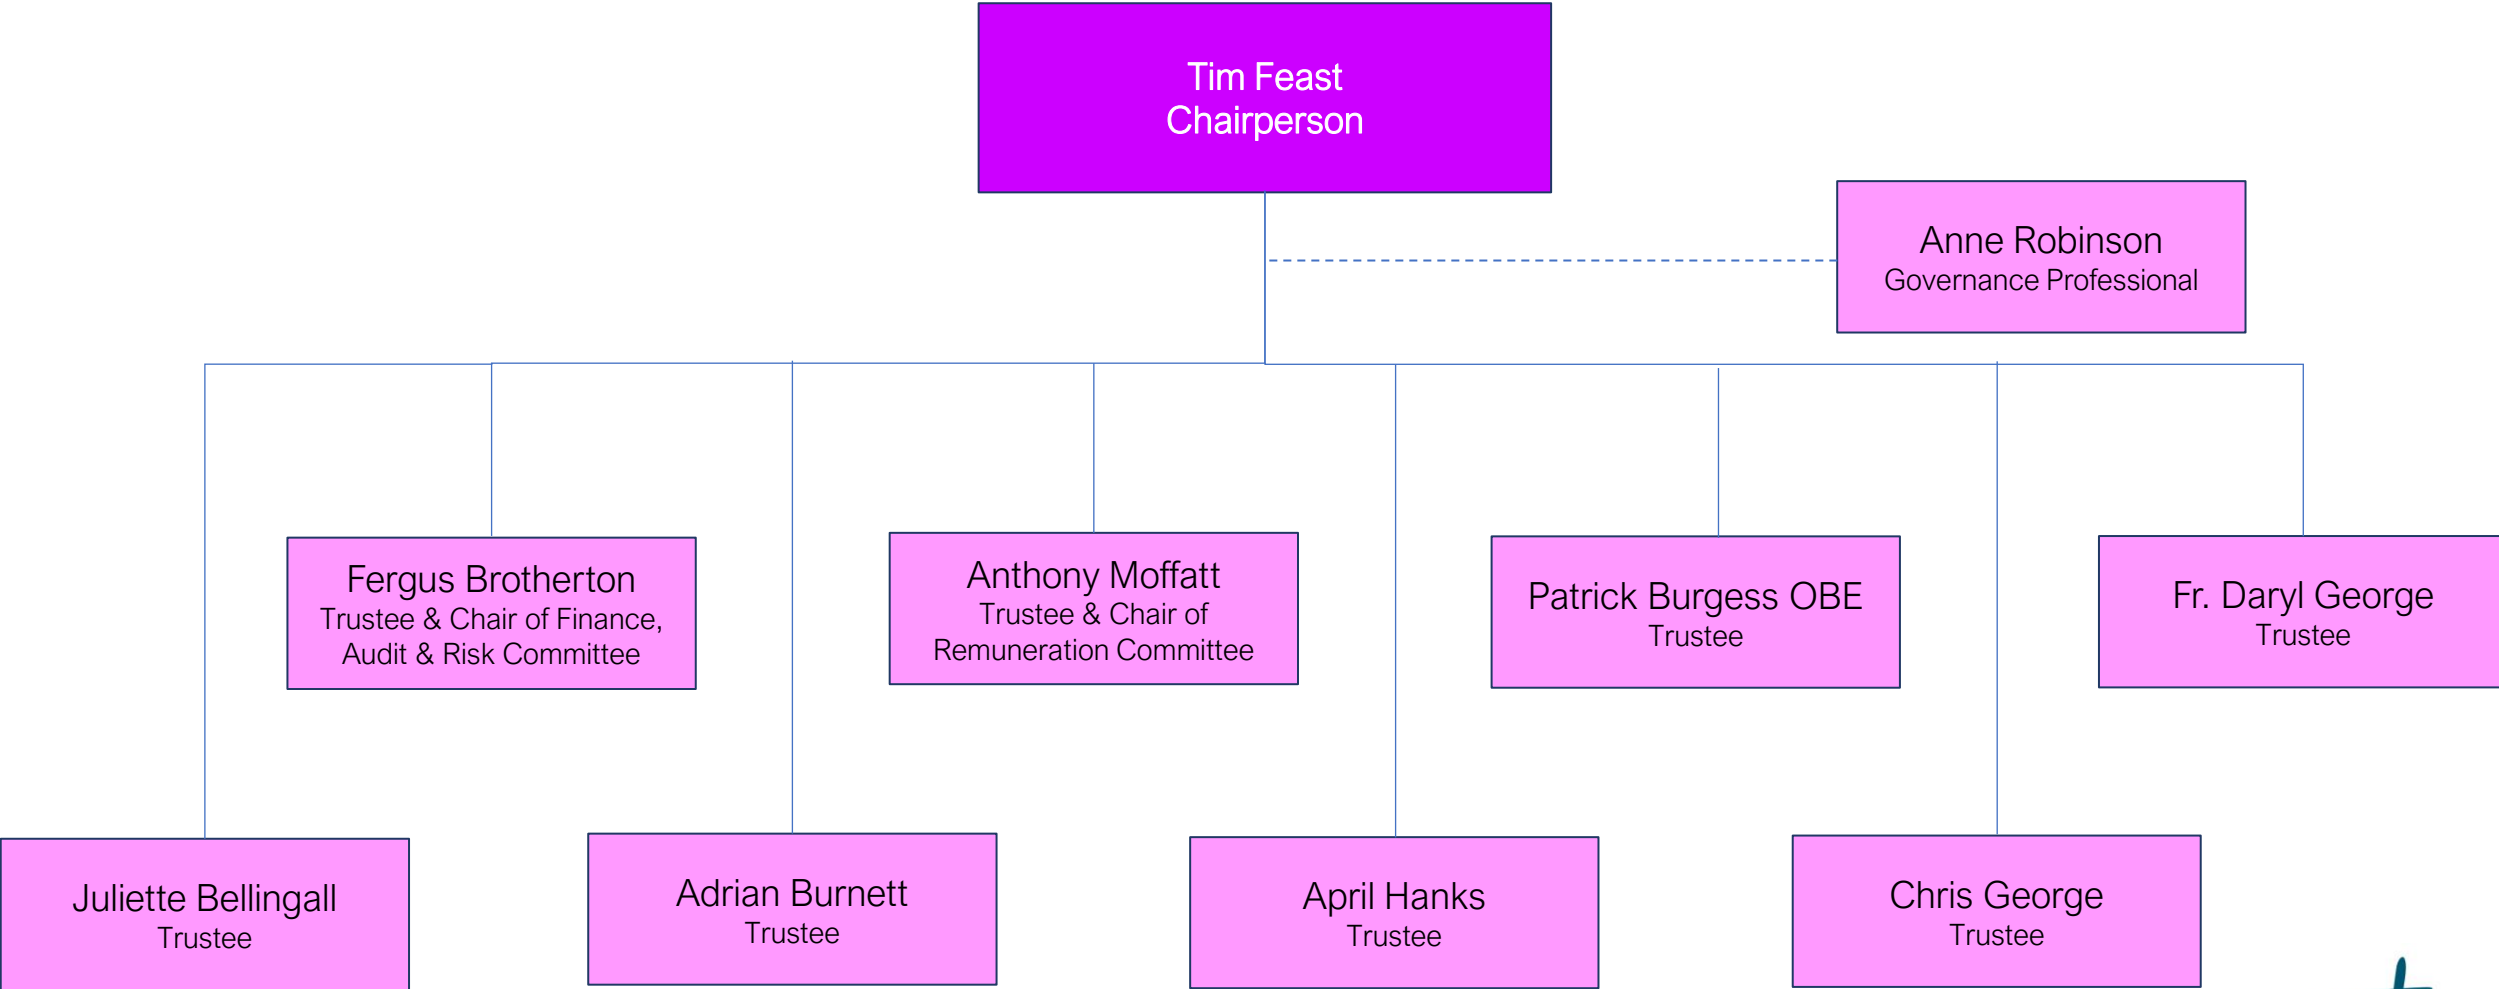 Tim Feast
Chairperson
Anne Robinson
Governance Professional
Fergus Brotherton
Trustee & Chair of Finance,
Audit & Risk Committee
Anthony Moffatt
Trustee & Chair of
Remuneration Committee
Patrick Burgess OBE
Trustee
Fr. Daryl George
Trustee
Juliette Bellingall
Trustee
Adrian Burnett
Trustee
April Hanks
Trustee
Chris George
Trustee